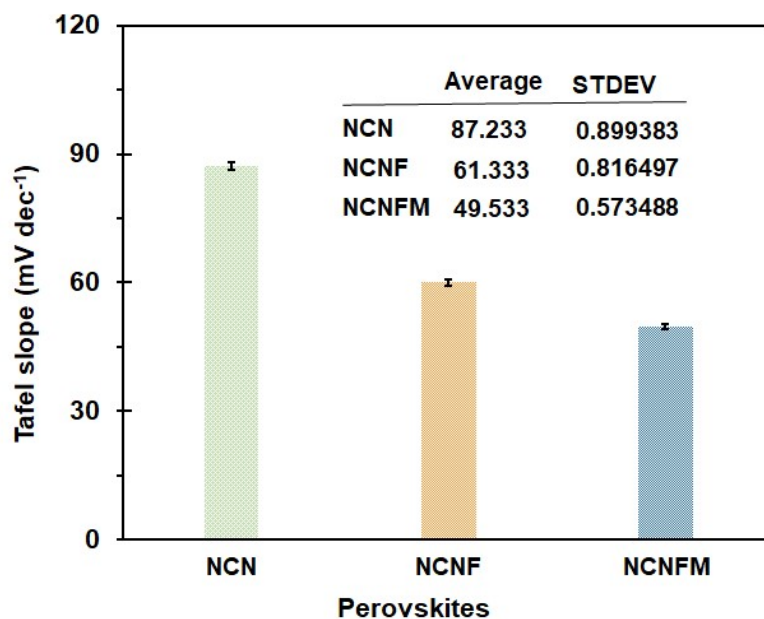 120
Average STDEV
NCN 87.233 0.899383
90
NCNF 61.333 0.816497
NCNFM 49.533 0.573488
Tafel slope (mV dec-1)
60
30
0
NCN NCNF NCNFM
Perovskites